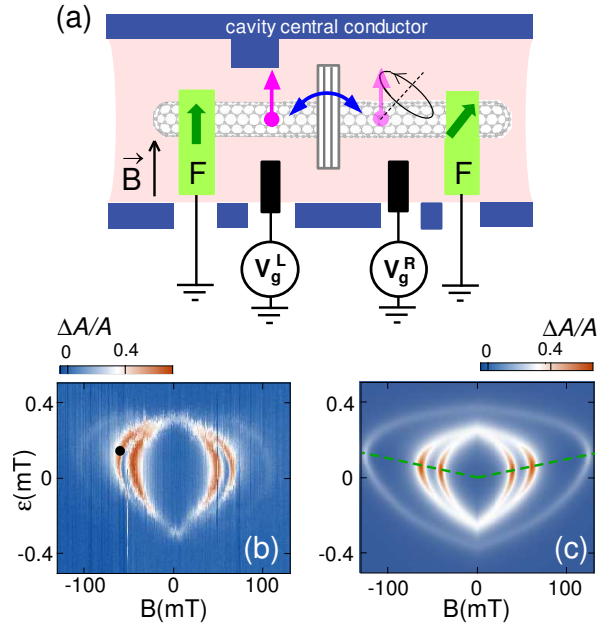 (a)
cavity central conductor
F
F
B
V_g^L
V_g^R
ΔA/A
0 0.4
ΔA/A
0 0.4
ε(mT)
0.4
0
-0.4
-100 0 100
B(mT)
(b)
0.4
0
-0.4
-100 0 100
B(mT)
(c)